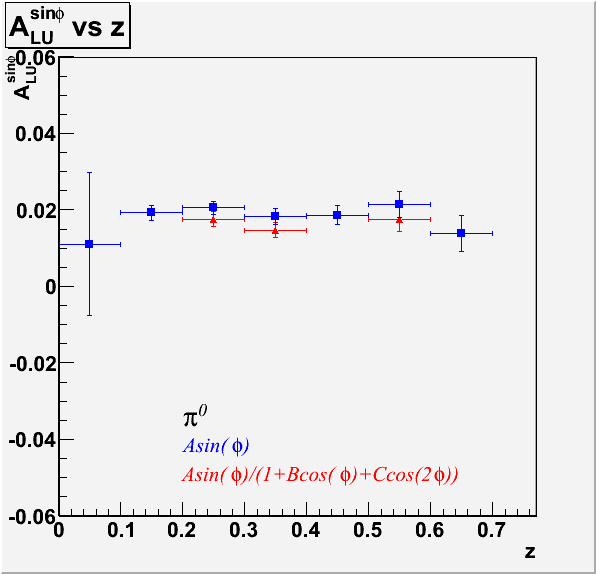 A_LU^sinϕ vs z
A_LU^sinϕ
0.06
0.04
0.02
0
-0.02
-0.04
-0.06
π⁰
Asin(ϕ)
Asin(ϕ)/(1+Bcos(ϕ)+Ccos(2ϕ))
0 0.1 0.2 0.3 0.4 0.5 0.6 0.7
z